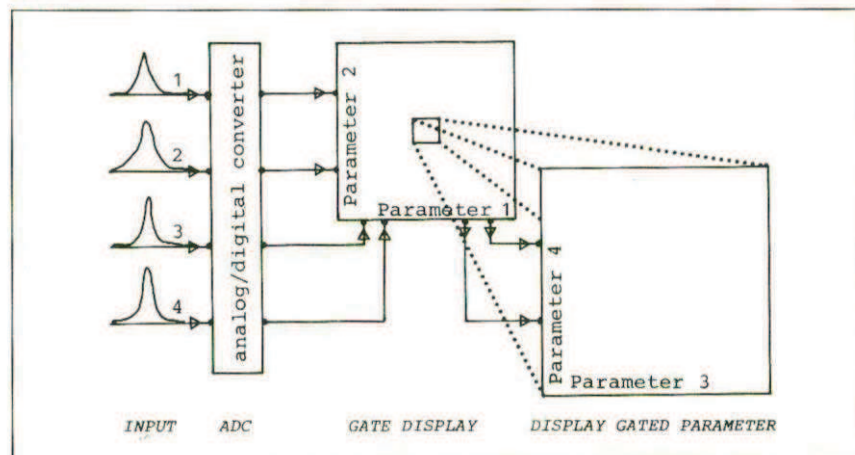 1
2
3
4
analog/digital converter
Parameter 2
Parameter 1
Parameter 4
Parameter 3
INPUT
ADC
GATE DISPLAY
DISPLAY GATED PARAMETER